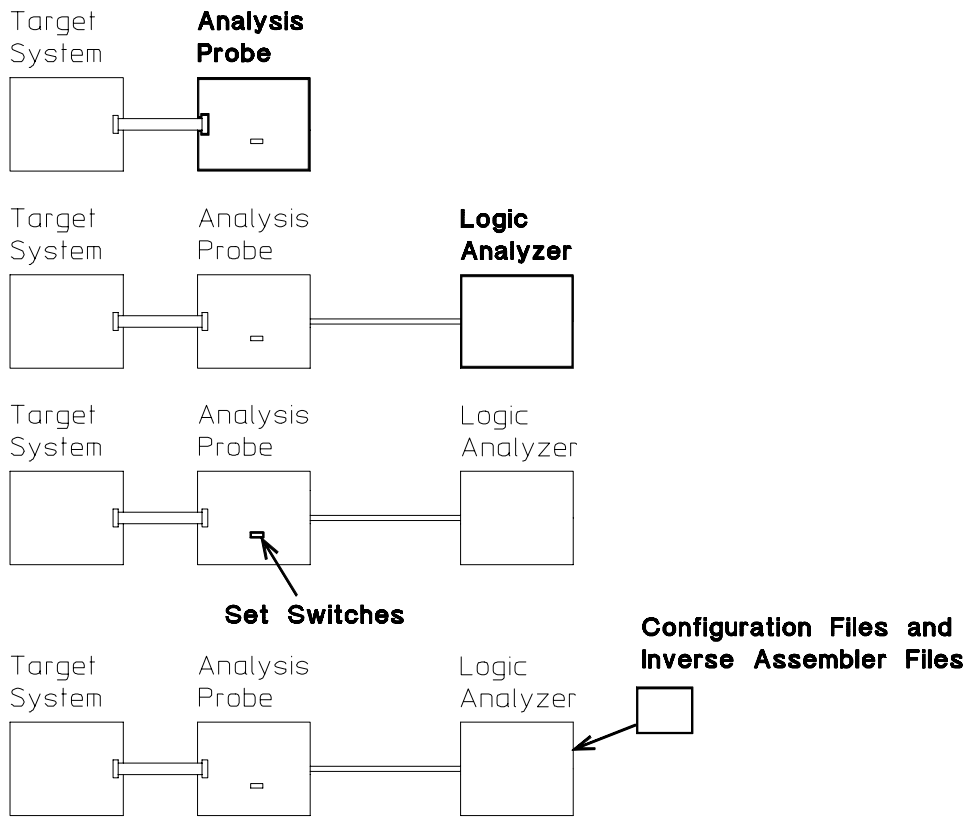 Target
System
Analysis
Probe
Target
System
Analysis
Probe
Logic
Analyzer
Target
System
Analysis
Probe
Logic
Analyzer
Set Switches
Configuration Files and
Inverse Assembler Files
Target
System
Analysis
Probe
Logic
Analyzer